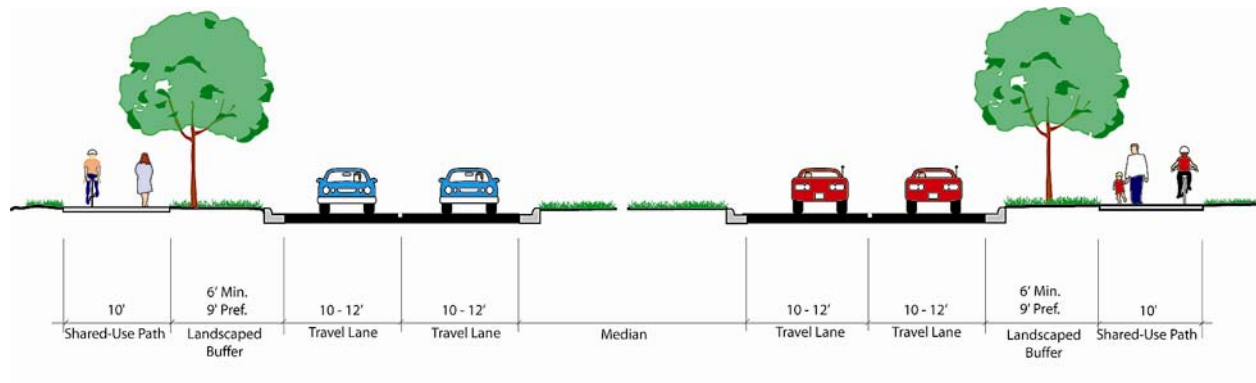 10'
Shared-Use Path
6' Min.
9' Pref.
Landscaped
Buffer
10 - 12'
Travel Lane
10 - 12'
Travel Lane
Median
10 - 12'
Travel Lane
10 - 12'
Travel Lane
6' Min.
9' Pref.
Landscaped
Buffer
10'
Shared-Use Path